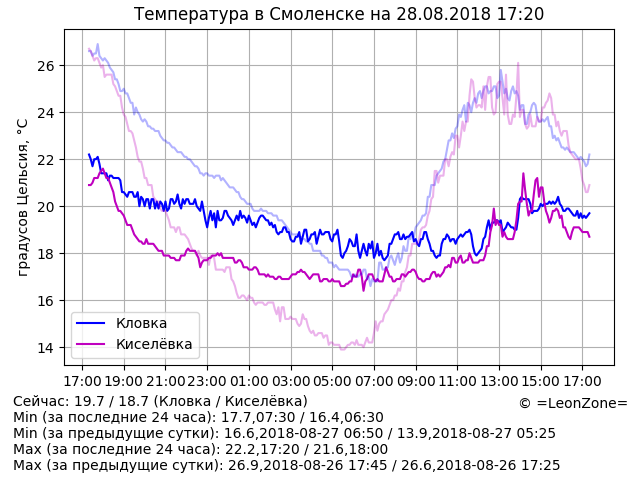 Температура в Смоленске на 28.08.2018 17:20
градусов Цельсия, °C
26
24
22
20
18
16
14
Кловка
Киселёвка
17:00 19:00 21:00 23:00 01:00 03:00 05:00 07:00 09:00 11:00 13:00 15:00 17:00
Сейчас: 19.7 / 18.7 (Кловка / Киселёвка)
© =LeonZone=
Min (за последние 24 часа): 17.7,07:30 / 16.4,06:30
Min (за предыдущие сутки): 16.6,2018-08-27 06:50 / 13.9,2018-08-27 05:25
Max (за последние 24 часа): 22.2,17:20 / 21.6,18:00
Max (за предыдущие сутки): 26.9,2018-08-26 17:45 / 26.6,2018-08-26 17:25